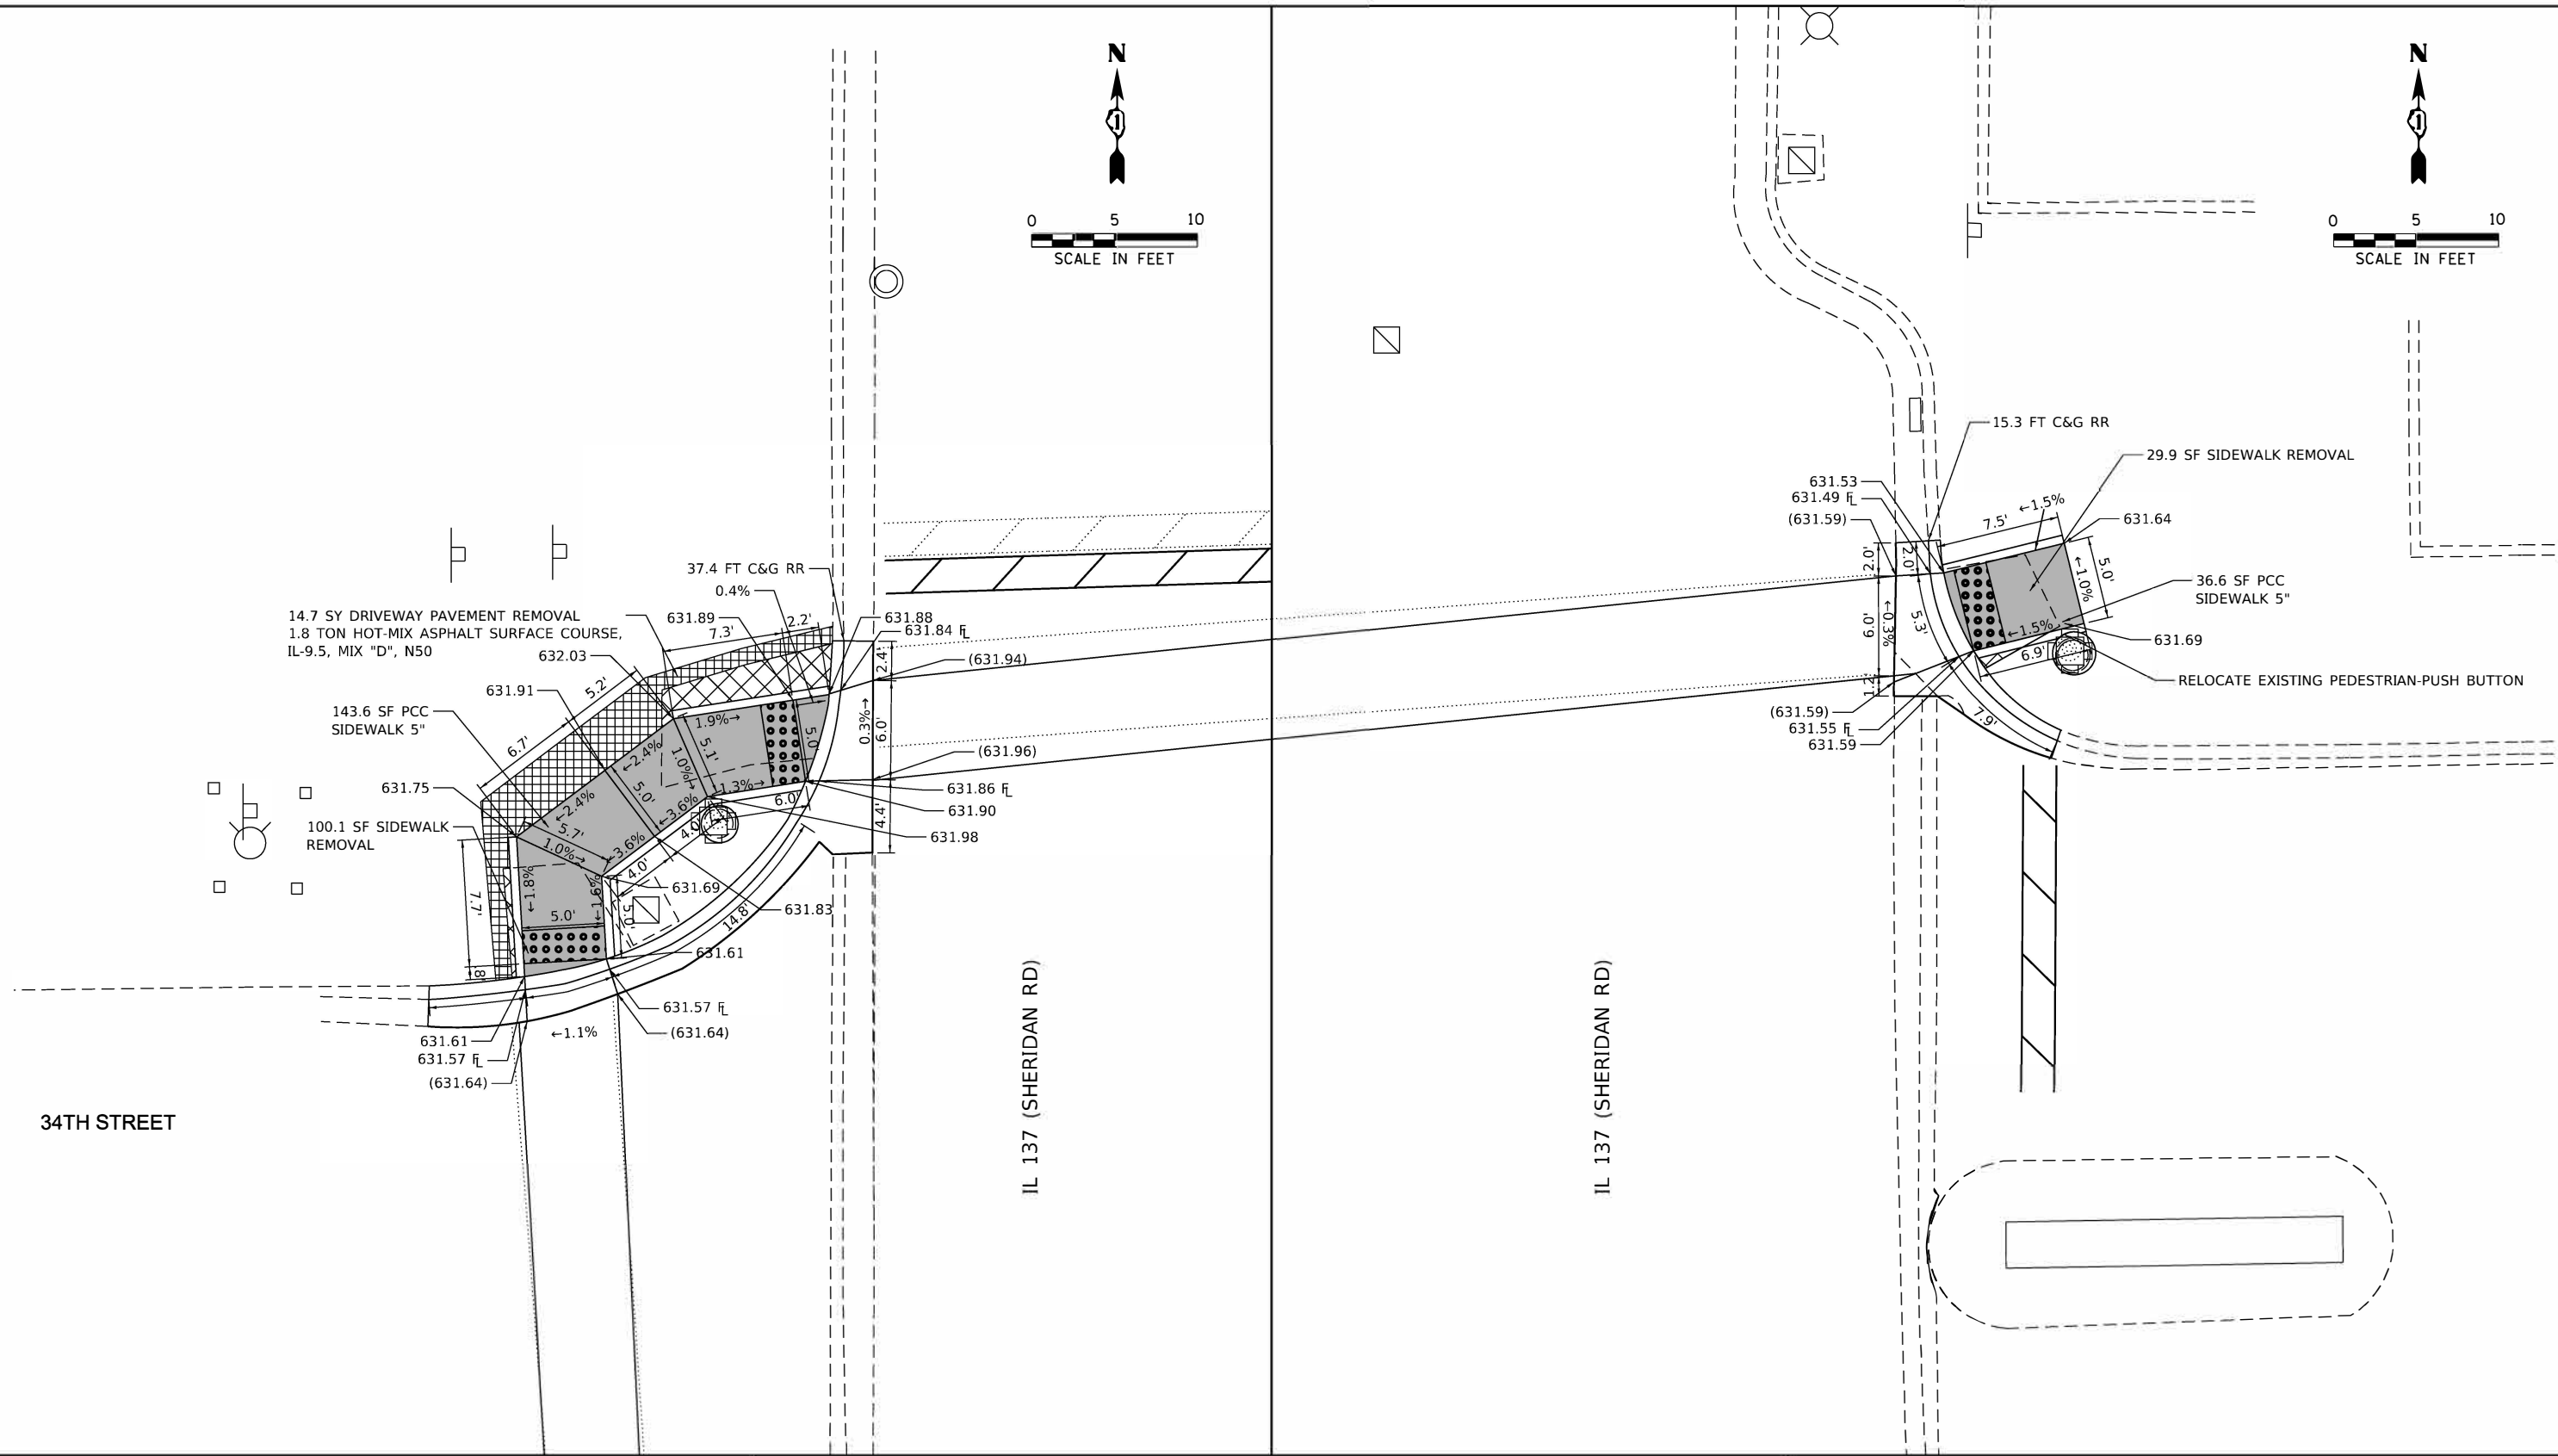 N
1
0 5 10
SCALE IN FEET
37.4 FT C&G RR
0.4%
14.7 SY DRIVEWAY PAVEMENT REMOVAL
1.8 TON HOT-MIX ASPHALT SURFACE COURSE,
IL-9.5, MIX "D", N50
631.89
7.3'
2.2'
631.88
631.84 FL
632.03
(631.94)
2.4'
631.91
5.2'
143.6 SF PCC
SIDEWALK 5"
6.7'
1.9%→
←2.4%
1.0%→
5.1'
5.0'
0.3%→
6.0'
(631.96)
631.75
←2.4%
5.0'
←3.6%
1.3%→
6.0'
631.86 FL
631.90
4.4'
100.1 SF SIDEWALK
REMOVAL
5.7'
1.0%→
←3.6%
4.0'
631.98
4.0'
631.69
←1.8%
←1.6%
7.7'
5.0'
5.0'
631.83
14.8'
631.61
.8'
631.57 FL
(631.64)
←1.1%
631.61
631.57 FL
(631.64)
34TH STREET
IL 137 (SHERIDAN RD)
N
1
0 5 10
SCALE IN FEET
15.3 FT C&G RR
29.9 SF SIDEWALK REMOVAL
631.53
631.49 FL
(631.59)
←1.5%
7.5'
631.64
2.0'
2.0'
5.0'
←1.0%
36.6 SF PCC
SIDEWALK 5"
6.0'
←0.3%
5.3'
←1.5%
631.69
6.9'
RELOCATE EXISTING PEDESTRIAN-PUSH BUTTON
1.2'
(631.59)
631.55 FL
631.59
7.9'
IL 137 (SHERIDAN RD)